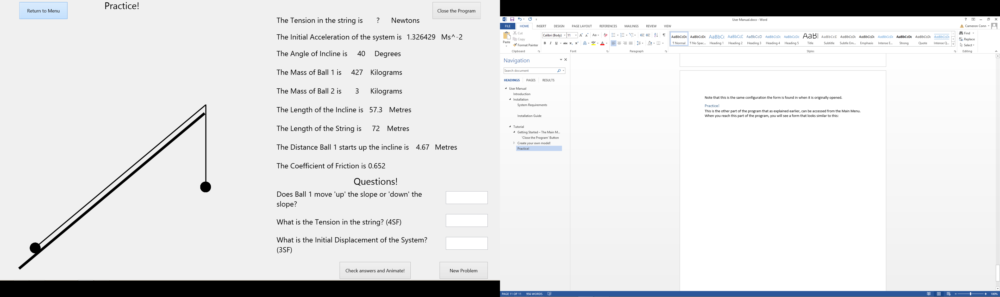 Return to Menu
Practice!
Close the Program
The Tension in the string is ? Newtons
The Initial Acceleration of the system is 1.326429 Ms^-2
The Angle of Incline is 40 Degrees
The Mass of Ball 1 is 427 Kilograms
The Mass of Ball 2 is 3 Kilograms
The Length of the Incline is 57.3 Metres
The Length of the String is 72 Metres
The Distance Ball 1 starts up the incline is 4.67 Metres
The Coefficient of Friction is 0.652
Questions!
Does Ball 1 move 'up' the slope or 'down' the
slope?
What is the Tension in the string? (4SF)
What is the Initial Displacement of the System?
(3SF)
Check answers and Animate!
New Problem
User Manual.docx - Word
FILE HOME INSERT DESIGN PAGE LAYOUT REFERENCES MAILINGS REVIEW VIEW
Cameron Conn
Paste
Cut
Copy
Format Painter
Clipboard
Calibri (Body) 11
Font
Paragraph
AaBbCcDc AaBbCcDc AaBbCc AaBbCcE AaBbCcD AaBbCcDc AaBbCcDc AaBl AaBbCcE AaBbCcDc AaBbCcDc AaBbCcDc AaBbCcDc AaBbCcDc AaBbCcDc
¶ Normal ¶ No Spac... Heading 1 Heading 2 Heading 3 Heading 4 Heading 5 Title Subtitle Subtle Em... Emphasis Intense E... Strong Quote Intense Q...
Styles
Find
Replace
Select
Editing
Navigation
Search document
HEADINGS PAGES RESULTS
User Manual
Introduction
Installation
System Requirements
Installation Guide
Tutorial
Getting Started – The Main M...
'Close the Program' Button
Create your own model!
Practice!
Note that this is the same configuration the form is found in when it is originally opened.
Practice!
This is the other part of the program that as explained earlier, can be accessed from the Main Menu.
When you reach this part of the program, you will see a form that looks similar to this:
PAGE 11 OF 11 956 WORDS
100%